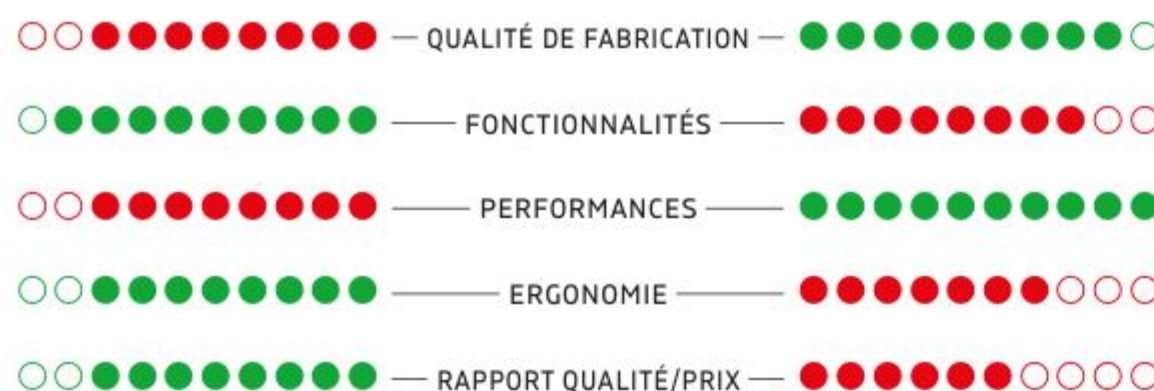 QUALITÉ DE FABRICATION
FONCTIONNALITÉS
PERFORMANCES
ERGONOMIE
RAPPORT QUALITÉ/PRIX